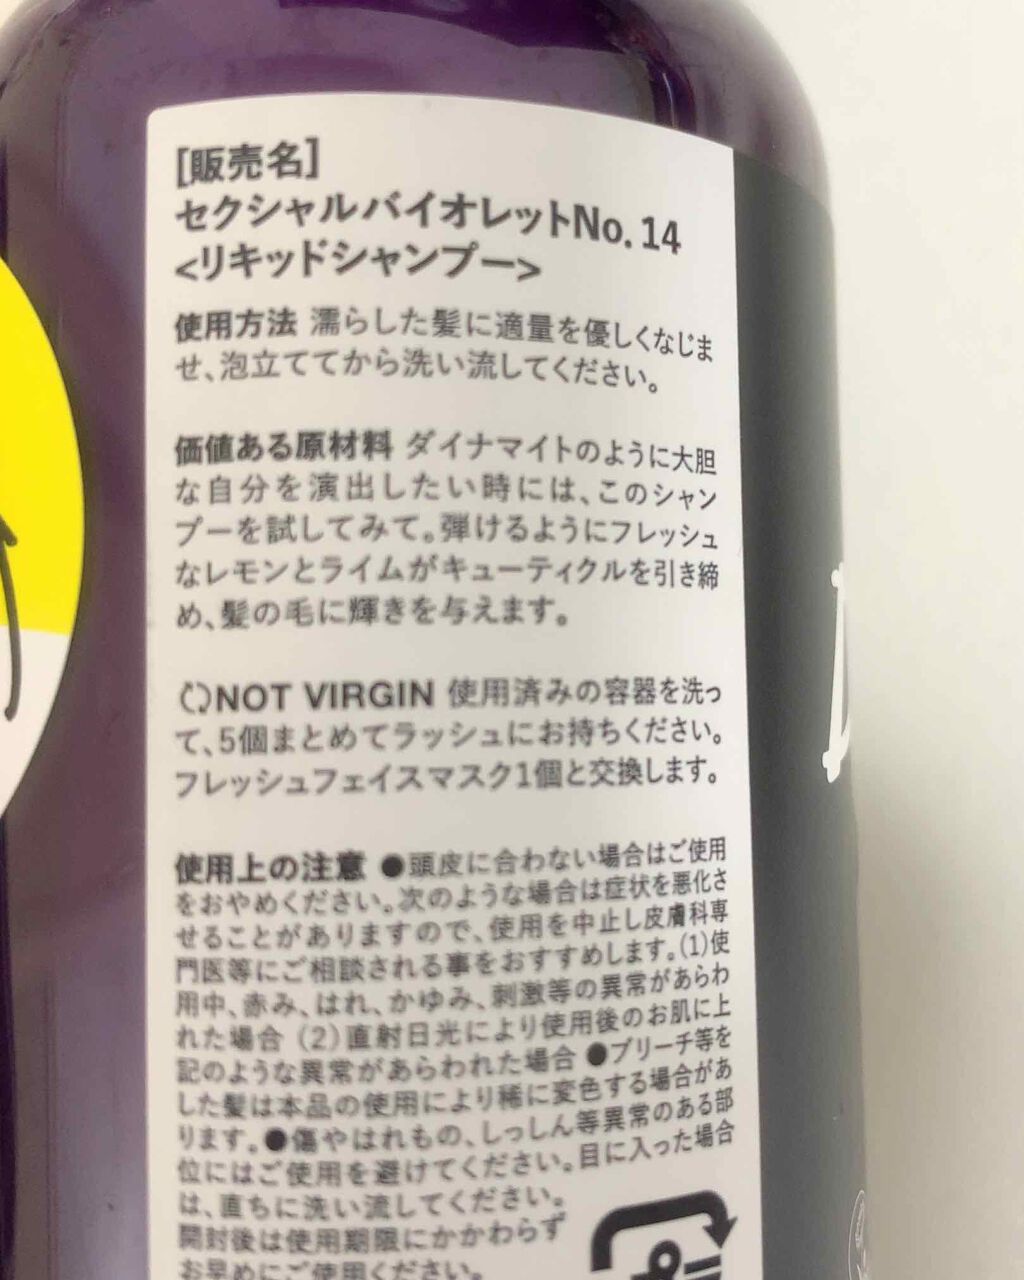 [販売名]
セクシャルバイオレットNo. 14
<リキッドシャンプー>
使用方法 濡らした髪に適量を優しくなじま
せ、泡立ててから洗い流してください。
価値ある原材料 ダイナマイトのように大胆
な自分を演出したい時には、このシャン
プーを試してみて。弾けるようにフレッシュ
なレモンとライムがキューティクルを引き締
め、髪の毛に輝きを与えます。
NOT VIRGIN 使用済みの容器を洗っ
て、5個まとめてラッシュにお持ちください。
フレッシュフェイスマスク1個と交換します。
使用上の注意 ●頭皮に合わない場合はご使用
をおやめください。次のような場合は症状を悪化さ
せることがありますので、使用を中止し皮膚科専
門医等にご相談される事をおすすめします。(1)使
用中、赤み、はれ、かゆみ、刺激等の異常があらわ
れた場合 (2)直射日光により使用後のお肌に上
記のような異常があらわれた場合 ●ブリーチ等を
した髪は本品の使用により稀に変色する場合があ
ります。●傷やはれもの、しっしん等異常のある部
位にはご使用を避けてください。目に入った場合
は、直ちに洗い流してください。
開封後は使用期限にかかわらず
お早めにご使用ください。